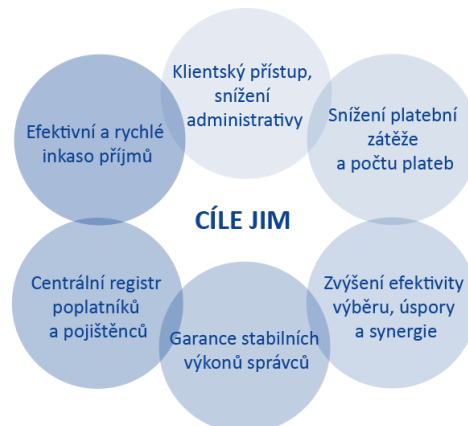 Klientský přístup,
snížení
administrativy
Snížení platební
zátěže
a počtu plateb
Zvýšení efektivity
výběru, úspory
a synergie
Garance stabilních
výkonů správců
Centrální registr
poplatníků
a pojištěnců
Efektivní a rychlé
inkaso příjmů
CÍLE JIM